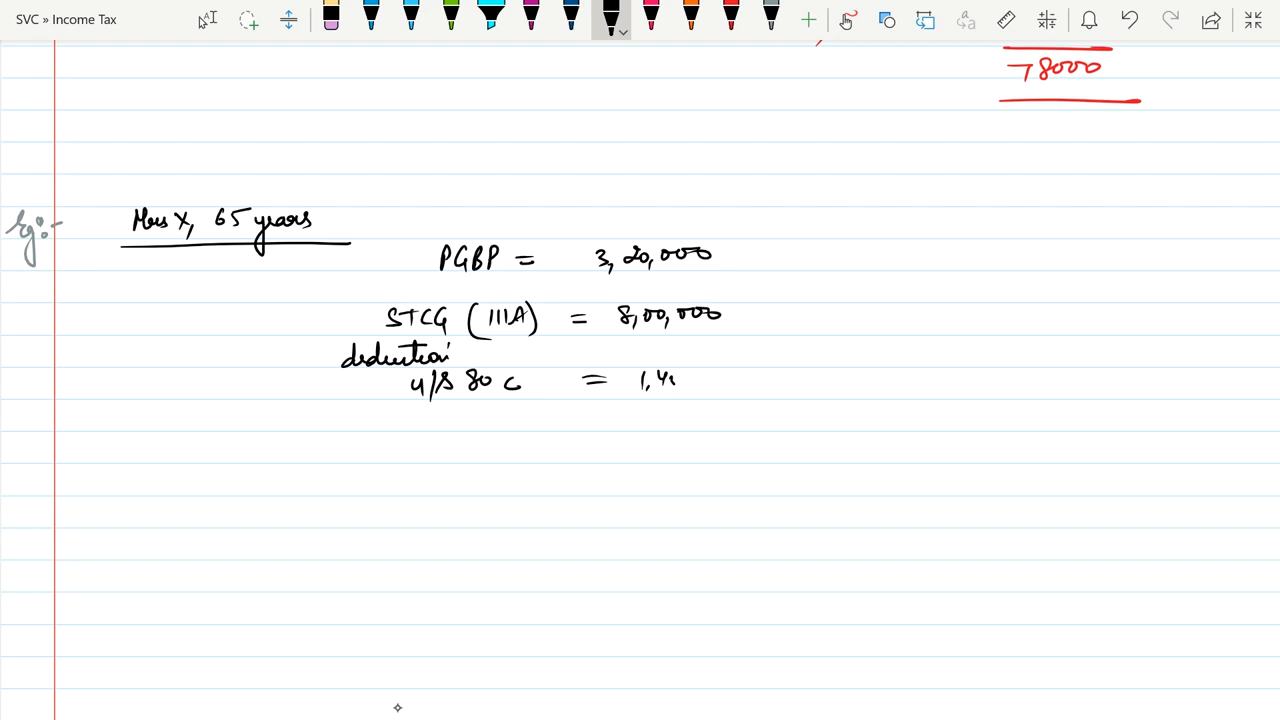 SVC » Income Tax
78000
Eg:-
Mrs X, 65 years
PGBP = 3,20,000
STCG (111A) = 8,00,000
deduction
u/s 80 C = 1,4